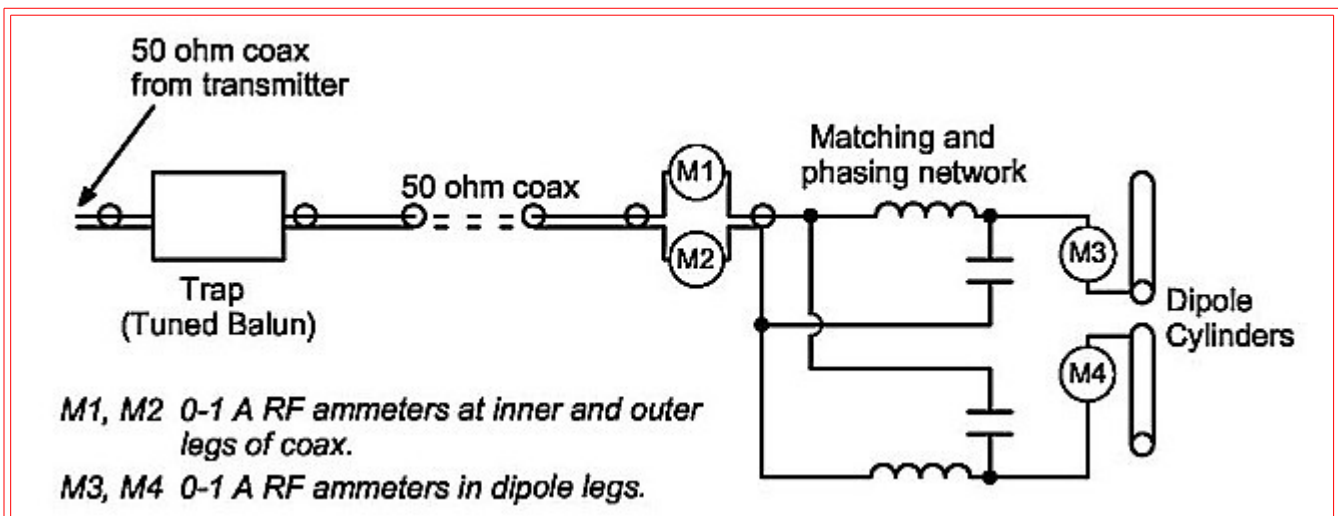 50 ohm coax
from transmitter
Trap
(Tuned Balun)
50 ohm coax
M1
M2
Matching and
phasing network
M3
M4
Dipole
Cylinders
M1, M2 0-1 A RF ammeters at inner and outer
legs of coax.
M3, M4 0-1 A RF ammeters in dipole legs.